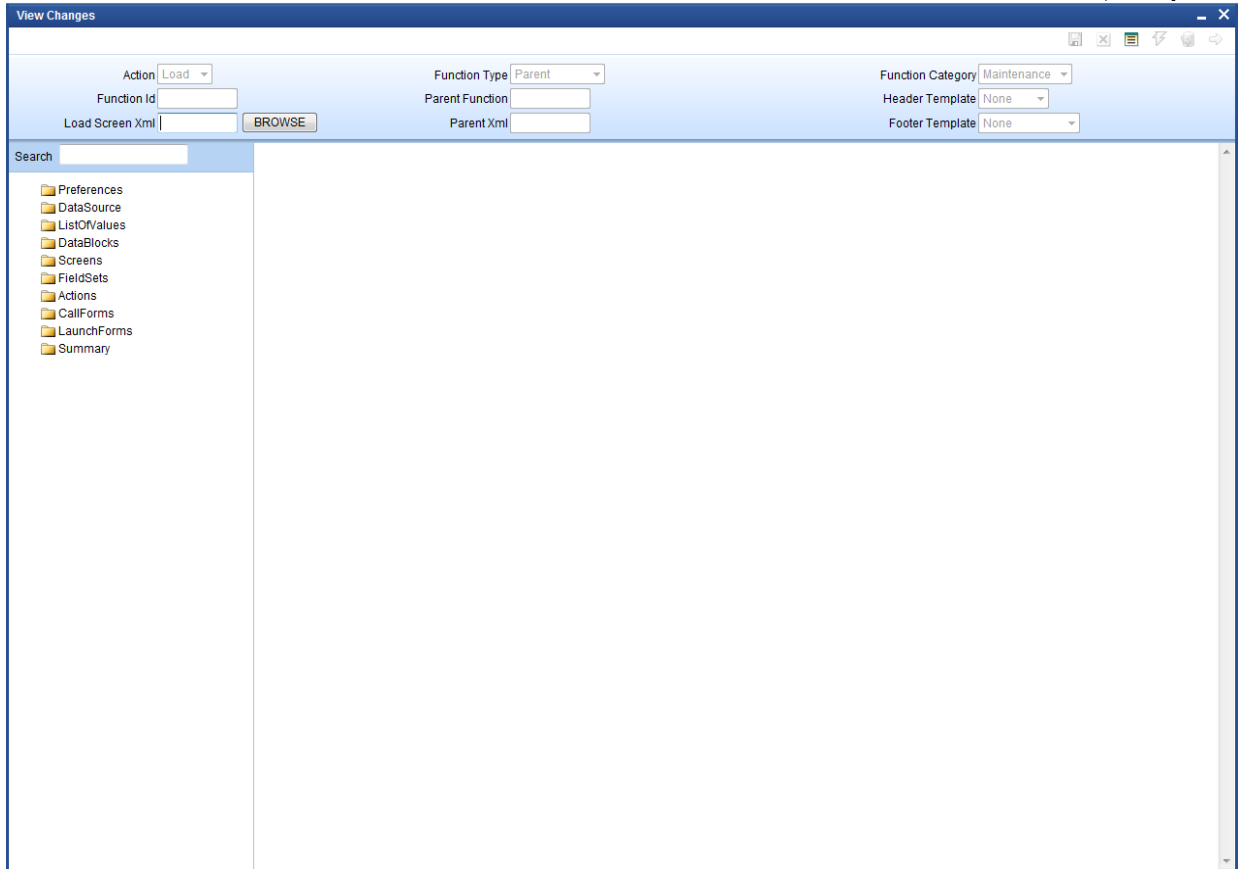 View Changes
Action Load Function Type Parent Function Category Maintenance
Function Id Parent Function Header Template None
Load Screen Xml BROWSE Parent Xml Footer Template None
Search
Preferences
DataSource
ListOfValues
DataBlocks
Screens
FieldSets
Actions
CallForms
LaunchForms
Summary